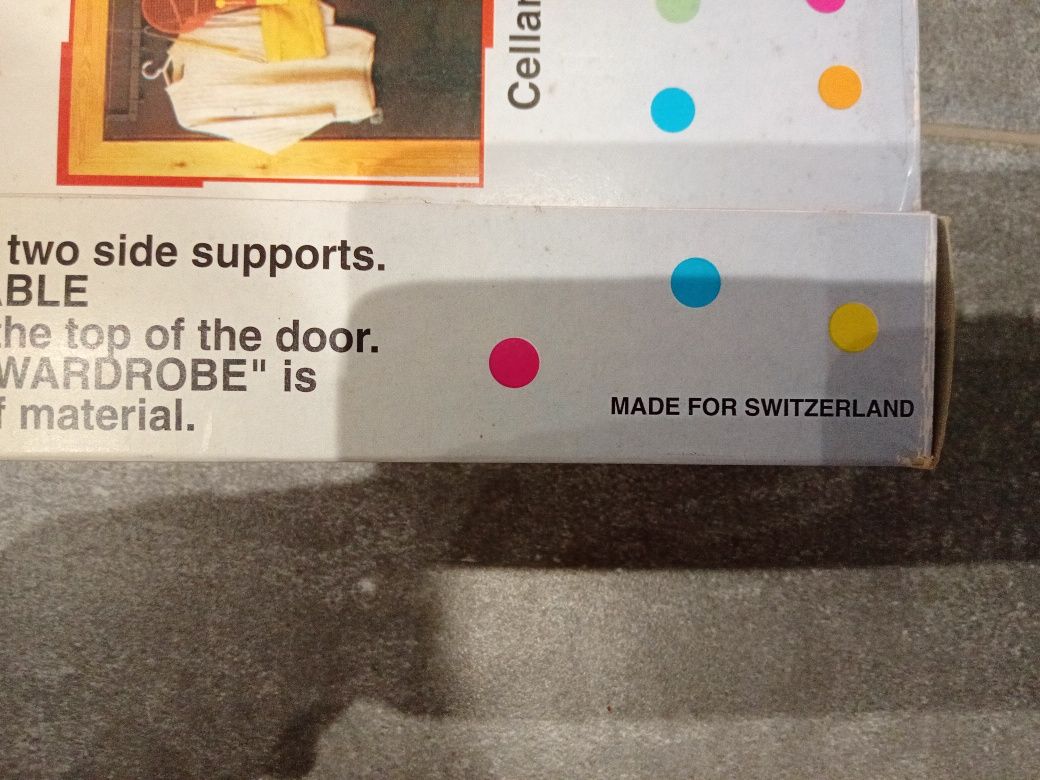 Cellar
two side supports.
ABLE
the top of the door.
WARDROBE" is
f material.
MADE FOR SWITZERLAND